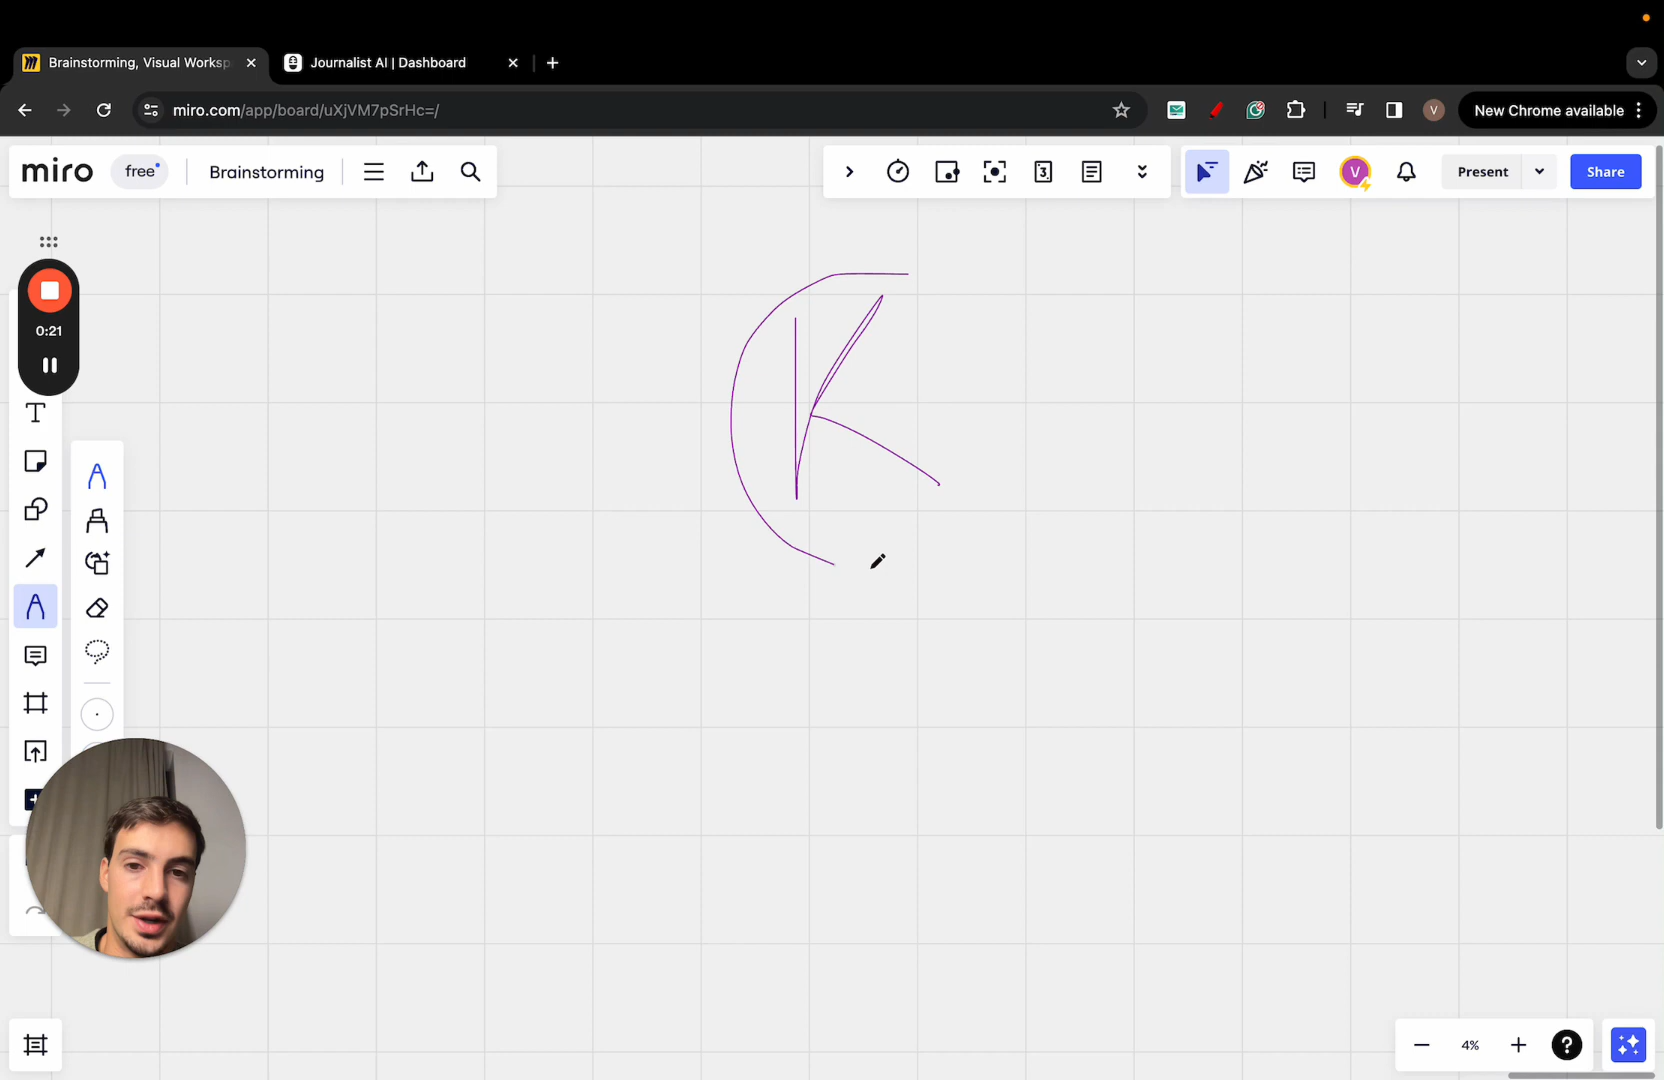 Brainstorming, Visual Worksp
Journalist AI | Dashboard
miro.com/app/board/uXjVM7pSrHc=/
V
New Chrome available
miro
free
Brainstorming
3
V
Present
Share
0:21
T
K
4%
?